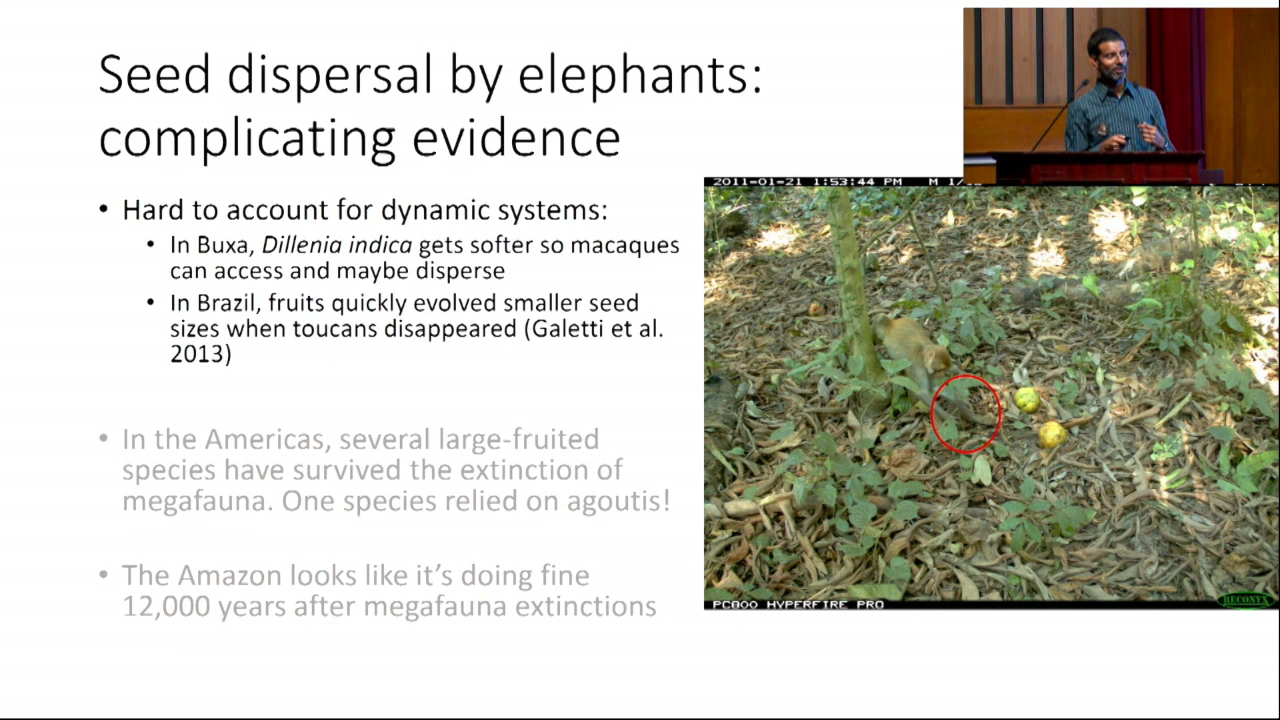 Seed dispersal by elephants:
complicating evidence
• Hard to account for dynamic systems:
• In Buxa, Dillenia indica gets softer so macaques
can access and maybe disperse
• In Brazil, fruits quickly evolved smaller seed
sizes when toucans disappeared (Galetti et al.
2013)
• In the Americas, several large-fruited
species have survived the extinction of
megafauna. One species relied on agoutis!
• The Amazon looks like it's doing fine
12,000 years after megafauna extinctions
2011-01-21 1:53:44 PM M
PC800 HYPERFIRE PRO
RECONYX